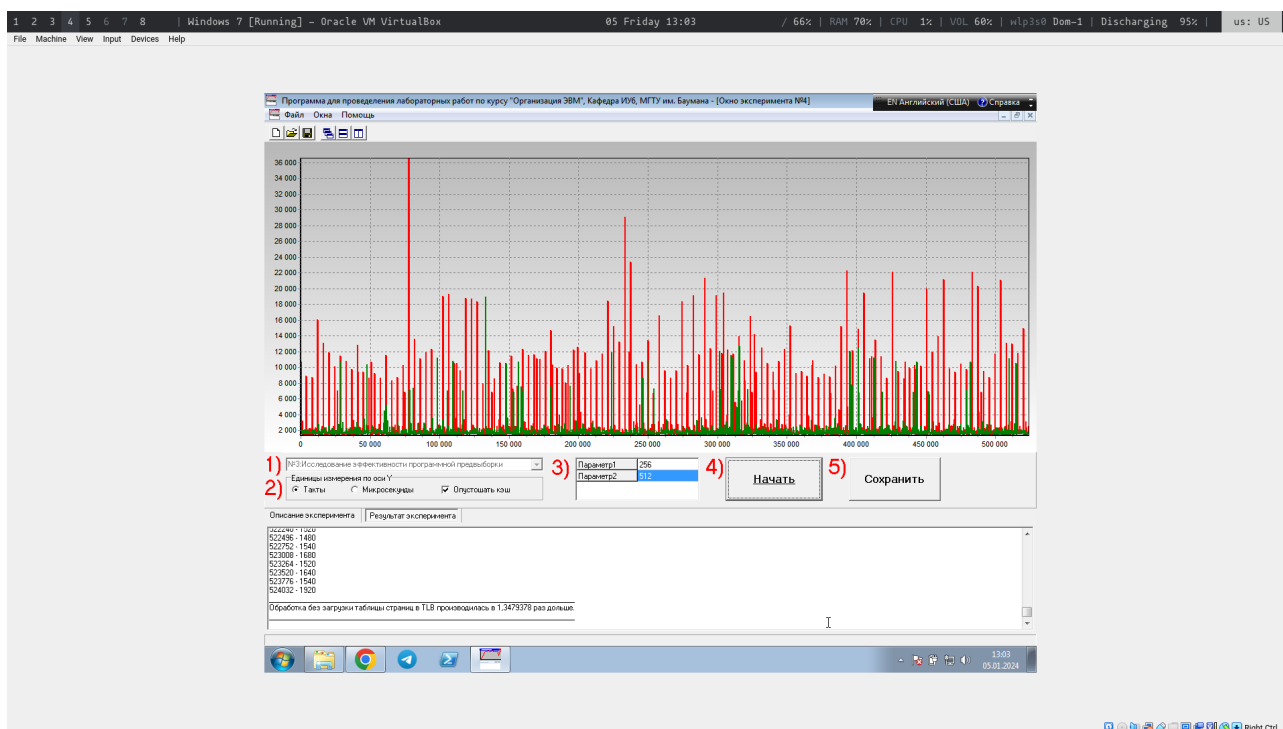 1 2 3 4 5 6 7 8 | Windows 7 [Running] - Oracle VM VirtualBox 05 Friday 13:03 / 66% | RAM 70% | CPU 1% | VOL 60% | wlp3s0 Dom-1 | Discharging 95% | us: US
File Machine View Input Devices Help
Программа для проведения лабораторных работ по курсу "Организация ЭВМ", Кафедра ИУ6, МГТУ им. Баумана - [Окно эксперимента №4] EN Английский (США) Справка
Файл Окна Помощь
36 000
34 000
32 000
30 000
28 000
26 000
24 000
22 000
20 000
18 000
16 000
14 000
12 000
10 000
8 000
6 000
4 000
2 000
0 50 000 100 000 150 000 200 000 250 000 300 000 350 000 400 000 450 000 500 000
1) №3:Исследование эффективности программной предвыборки 3) Параметр1 256 4) Начать 5) Сохранить
Параметр2 512
Единицы измерения по оси Y
2) Такты Микросекунды Опустошать кэш
Описание эксперимента Результат эксперимента
522240 - 1520
522496 - 1480
522752 - 1540
523008 - 1680
523264 - 1520
523520 - 1640
523776 - 1540
524032 - 1920
Обработка без загрузки таблицы страниц в TLB производилась в 1,3479378 раз дольше.
13:03
05.01.2024
Right Ctrl